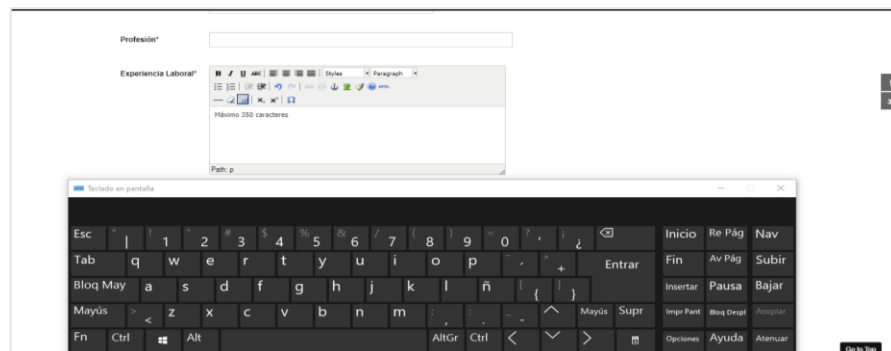 Profesión*
Experiencia Laboral*
B I U ABC Styles Paragraph
HTML
Máximo 350 caracteres
Path: p
Teclado en pantalla
Esc ° | ! 1 " 2 # 3 $ 4 % 5 & 6 / 7 ( 8 ) 9 = 0 ? ' ¡ ¿ Inicio Re Pág Nav
Tab q w e r t y u i o p ¨ ´ * + Entrar Fin Av Pág Subir
Bloq May a s d f g h j k l ñ [ { ] } Insertar Pausa Bajar
Mayús > < z x c v b n m ; , : . _ - Mayús Supr Impr Pant Bloq Despl Acoplar
Fn Ctrl Alt AltGr Ctrl Opciones Ayuda Atenuar
Go to Top